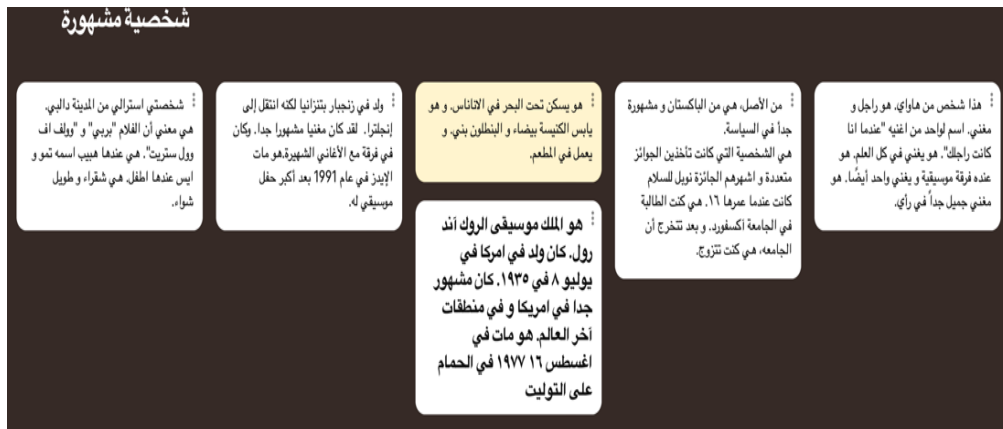 شخصية مشهورة
هذا شخص من هاواي. هو راجل و
مغني. اسم لواحد من اغنيه "عندما انا
كانت راجلك". هو يغني في كل العلم. هو
عنده فرقة موسيقية و يغني واحد أيضًا. هو
مغني جميل جداً في رأي.
من الأصل، هي من الباكستان و مشهورة
جداً في السياسة.
هي الشخصية التي كانت تأخذين الجوائز
متعددة و اشهرهم الجائزة نوبل للسلام
كانت عندما عمرها ١٦. هي كنت الطالبة
في الجامعة أكسفورد. و بعد تتخرج أن
الجامعه، هي كنت تتزوج.
هو يسكن تحت البحر في الاناناس. و هو
يابس الكنيسة بيضاء و البنطلون بني. و
يعمل في المطعم.
هو الملك موسيقى الروك أند
رول. كان ولد في امركا في
يوليو ٨ في ١٩٣٥. كان مشهور
جدا في امريكا و في منطقات
آخر العالم. هو مات في
اغسطس ١٦ ١٩٧٧ في الحمام
على التوليت
ولد في زنجبار بتنزانيا لكنه انتقل إلى
إنجلترا. لقد كان مغنيا مشهورا جدا. وكان
في فرقة مع الأغاني الشهيرة.هو مات
الإيدز في عام 1991 بعد أكبر حفل
موسيقي له.
شخصتي استرالي من المدينة دالبي.
هي معني أن الفلام "بربي" و "وولف اف
وول ستريت". هي عندها هبيب اسمه تمو و
ايس عندها اطفل. هي شقراء و طويل
شواء.